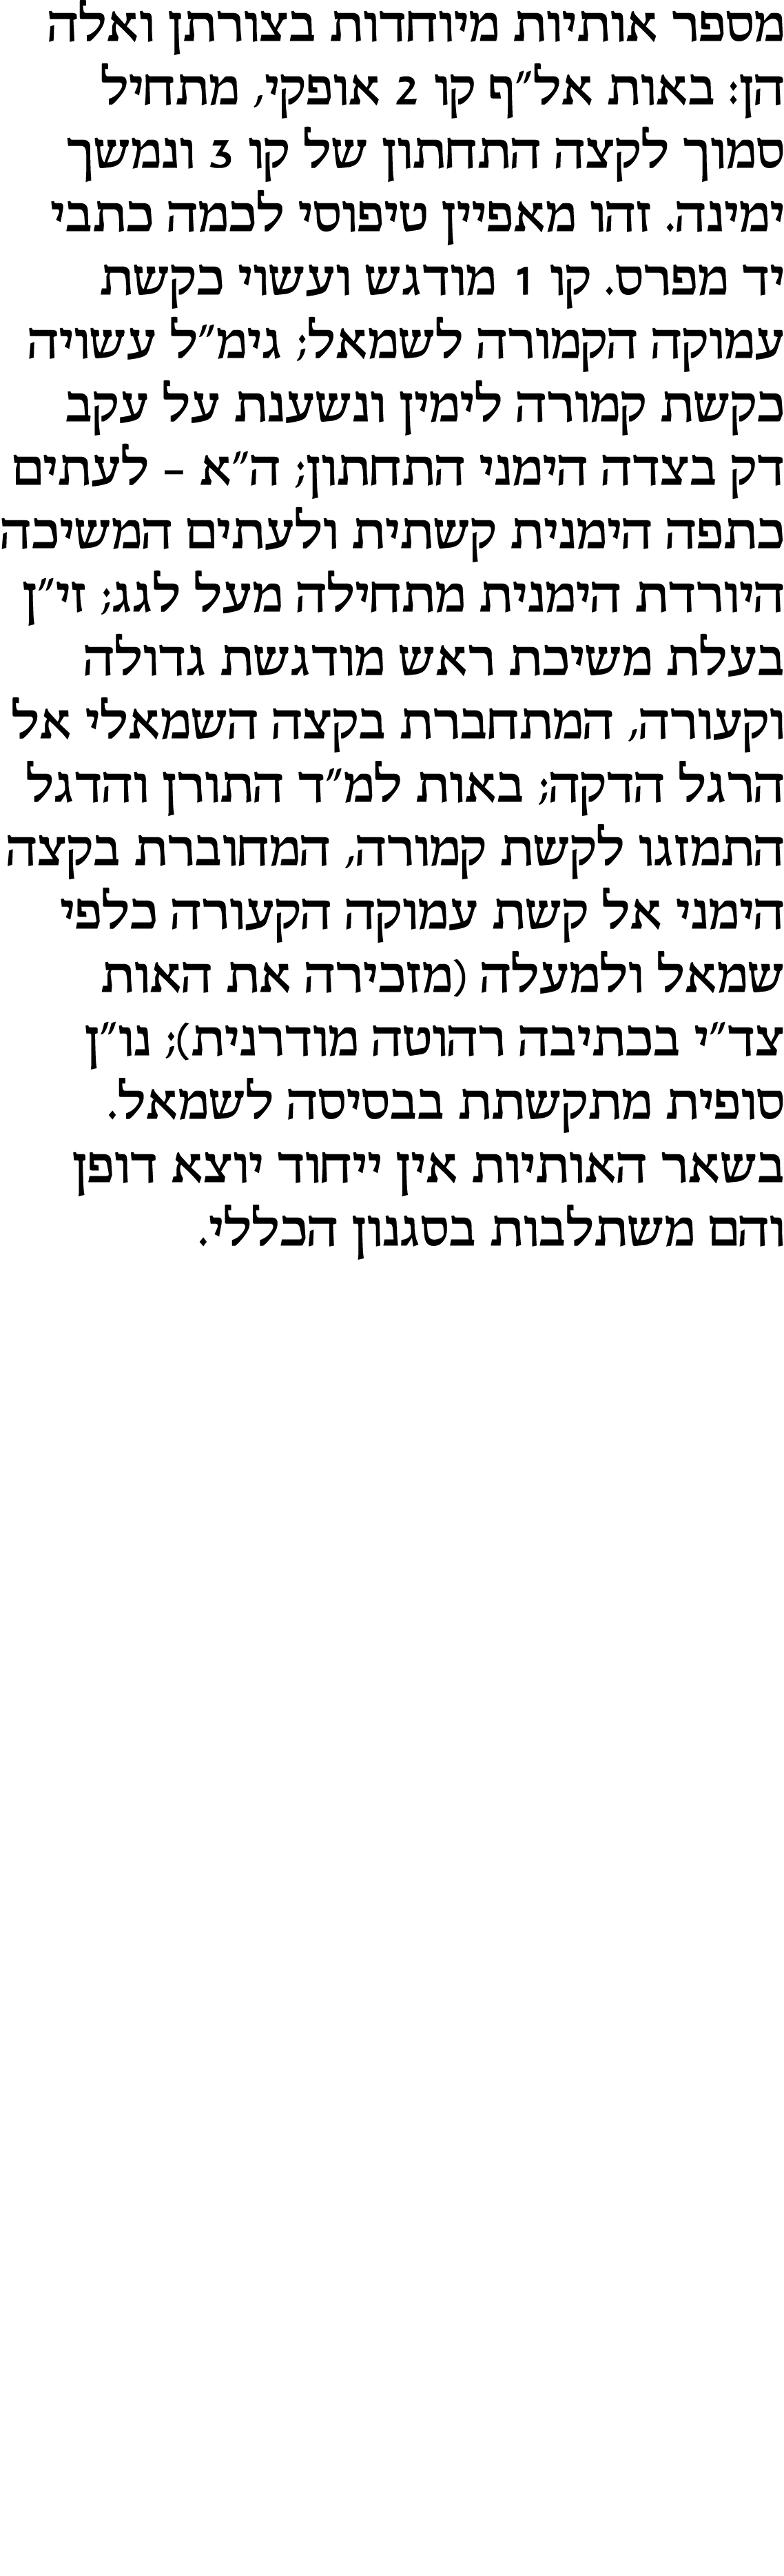 מספר אותיות מיוחדות בצורתן ואלה
הן: באות אל"ף קו 2 אופקי, מתחיל
סמוך לקצה התחתון של קו 3 ונמשך
ימינה. זהו מאפיין טיפוסי לכמה כתבי
יד מפרס. קו 1 מודגש ועשוי בקשת
עמוקה הקמורה לשמאל; גימ"ל עשויה
בקשת קמורה לימין ונשענת על עקב
דק בצדה הימני התחתון; ה"א – לעתים
כתפה הימנית קשתית ולעתים המשיכה
היורדת הימנית מתחילה מעל לגג; זי"ן
בעלת משיכת ראש מודגשת גדולה
וקעורה, המתחברת בקצה השמאלי אל
הרגל הדקה; באות למ"ד התורן והדגל
התמזגו לקשת קמורה, המחוברת בקצה
הימני אל קשת עמוקה הקעורה כלפי
שמאל ולמעלה (מזכירה את האות
צד"י בכתיבה רהוטה מודרנית); נו"ן
סופית מתקשתת בבסיסה לשמאל.
בשאר האותיות אין ייחוד יוצא דופן
והם משתלבות בסגנון הכללי.